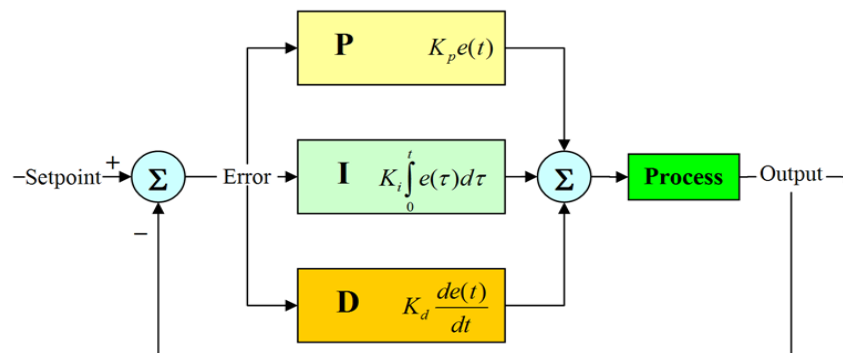 P K_p e(t)
–Setpoint
+
Σ
–
Error
I K_i ∫_0^t e(τ)dτ
Σ
Process
Output
D K_d de(t)/dt